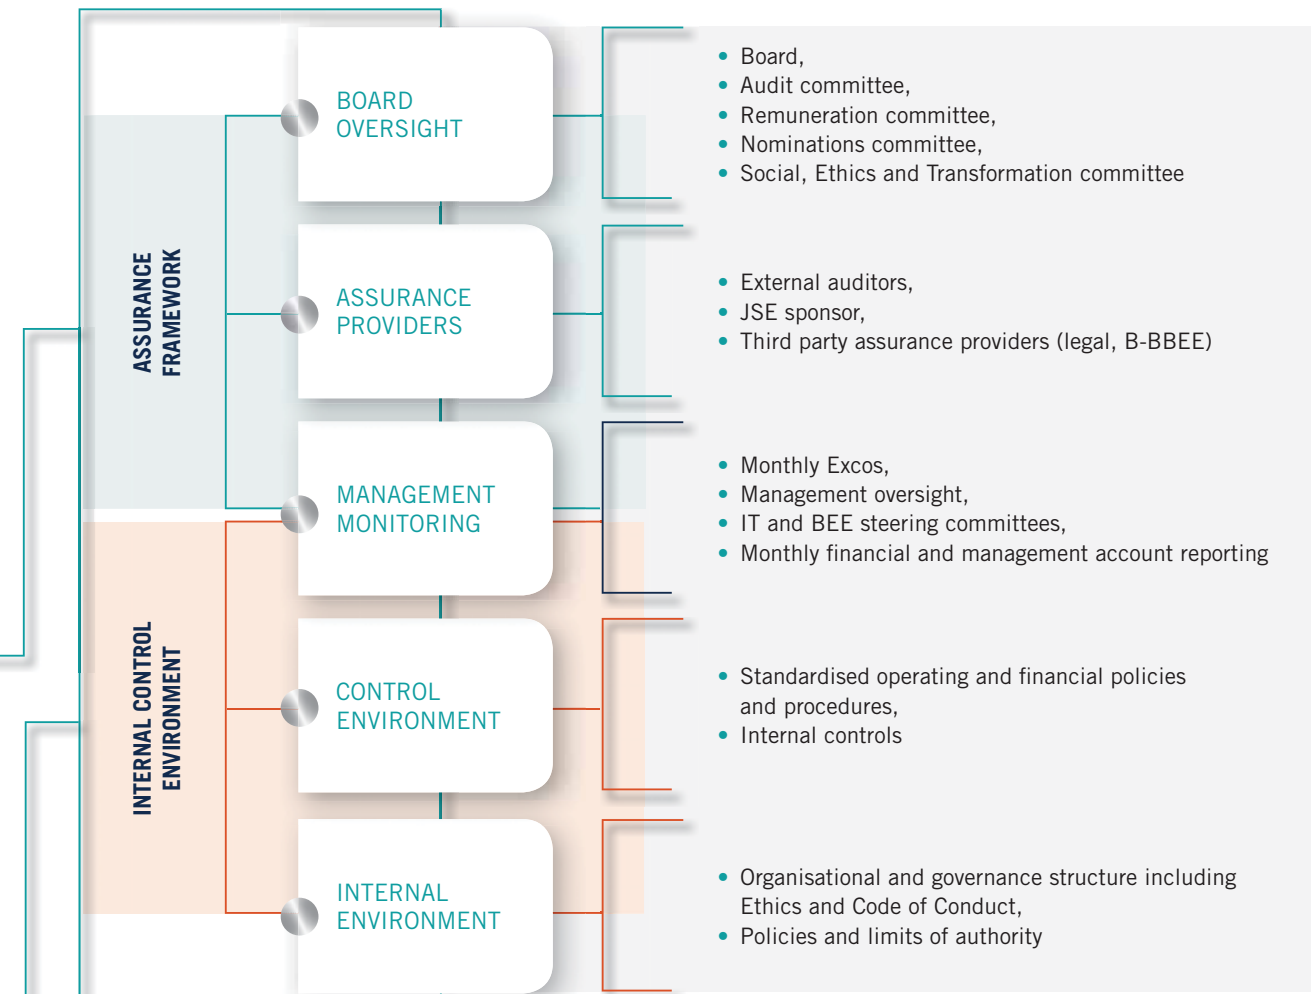 ASSURANCE
FRAMEWORK
BOARD
OVERSIGHT
• Board,
• Audit committee,
• Remuneration committee,
• Nominations committee,
• Social, Ethics and Transformation committee
ASSURANCE
PROVIDERS
• External auditors,
• JSE sponsor,
• Third party assurance providers (legal, B-BBEE)
MANAGEMENT
MONITORING
• Monthly Excos,
• Management oversight,
• IT and BEE steering committees,
• Monthly financial and management account reporting
INTERNAL CONTROL
ENVIRONMENT
CONTROL
ENVIRONMENT
• Standardised operating and financial policies
and procedures,
• Internal controls
INTERNAL
ENVIRONMENT
• Organisational and governance structure including
Ethics and Code of Conduct,
• Policies and limits of authority